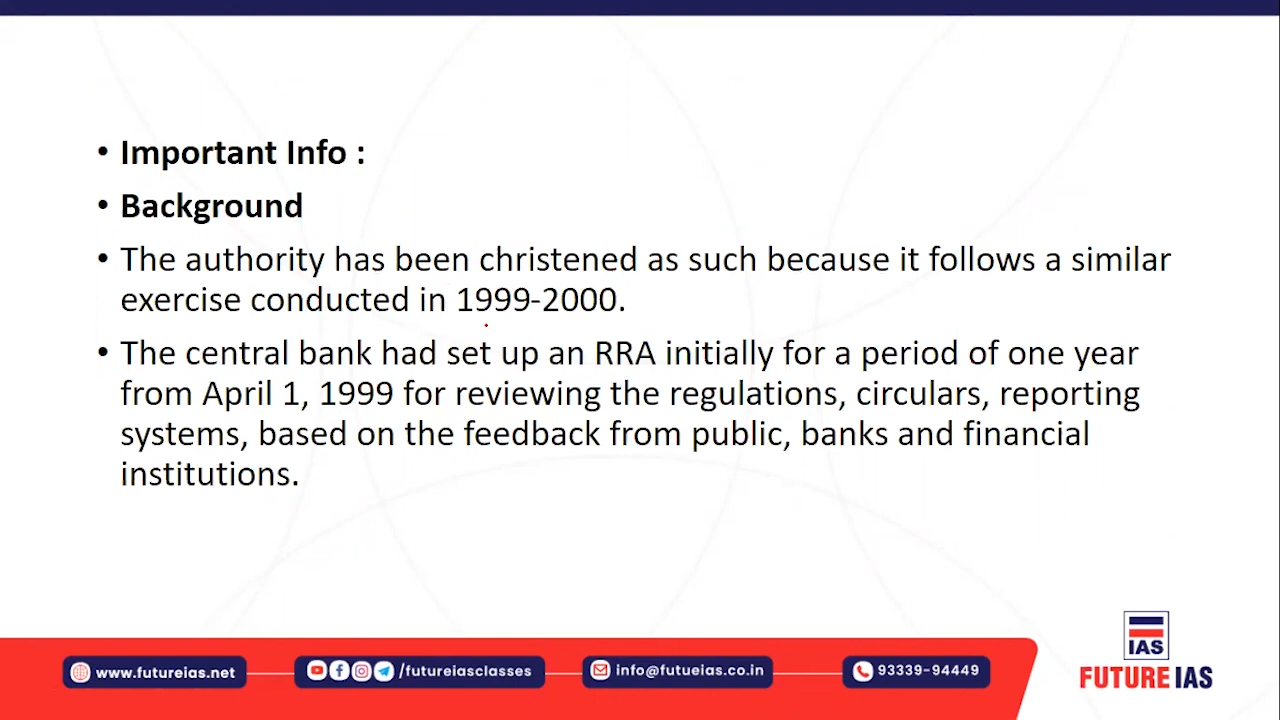 • Important Info :
• Background
• The authority has been christened as such because it follows a similar
exercise conducted in 1999-2000.
• The central bank had set up an RRA initially for a period of one year
from April 1, 1999 for reviewing the regulations, circulars, reporting
systems, based on the feedback from public, banks and financial
institutions.
www.futureias.net
/futureiasclasses
info@futueias.co.in
93339-94449
IAS
FUTURE IAS